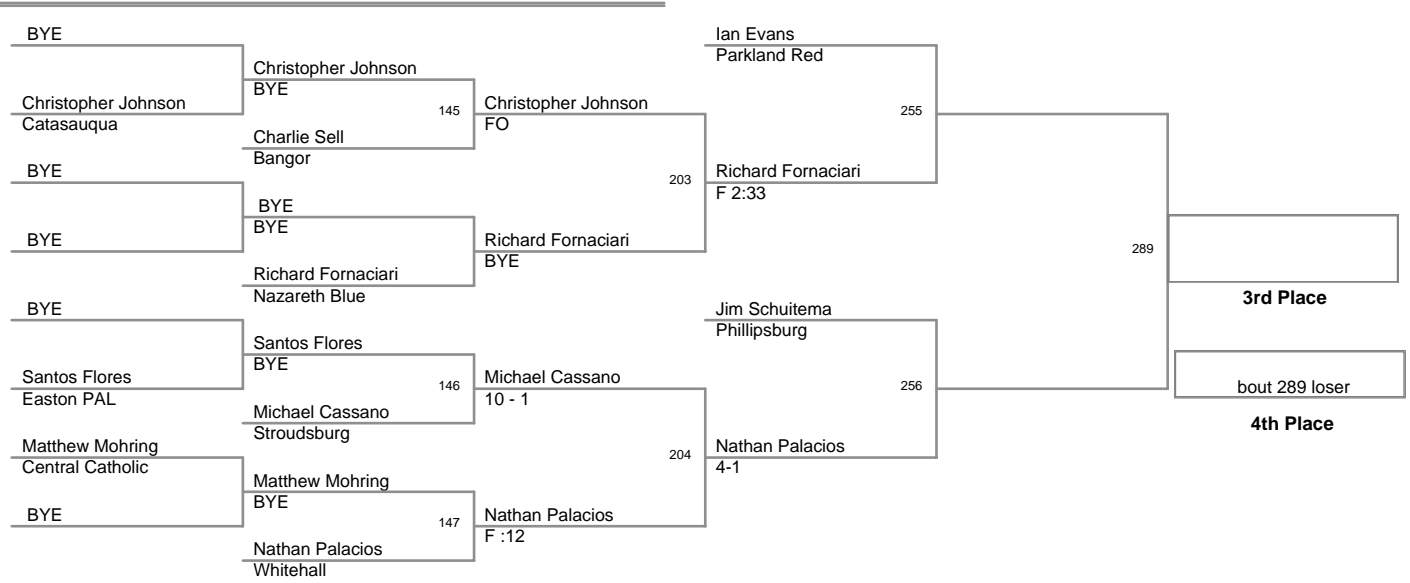 BYE
Christopher Johnson
Catasauqua
BYE
BYE
BYE
Santos Flores
Easton PAL
Matthew Mohring
Central Catholic
BYE
Christopher Johnson
BYE
145
Charlie Sell
Bangor
BYE
BYE
Richard Fornaciari
Nazareth Blue
Santos Flores
BYE
146
Michael Cassano
Stroudsburg
Matthew Mohring
BYE
147
Nathan Palacios
Whitehall
Christopher Johnson
FO
203
Richard Fornaciari
BYE
Michael Cassano
10 - 1
204
Nathan Palacios
F :12
Ian Evans
Parkland Red
255
Richard Fornaciari
F 2:33
Jim Schuitema
Phillipsburg
256
Nathan Palacios
4-1
289
3rd Place
bout 289 loser
4th Place